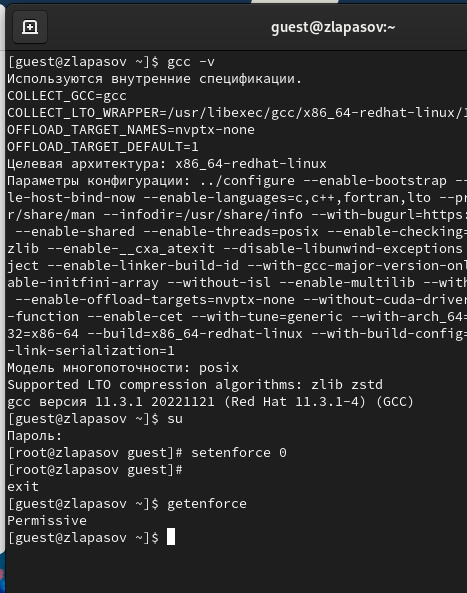 guest@zlapasov:~
[guest@zlapasov ~]$ gcc -v
Используются внутренние спецификации.
COLLECT_GCC=gcc
COLLECT_LTO_WRAPPER=/usr/libexec/gcc/x86_64-redhat-linux/1
OFFLOAD_TARGET_NAMES=nvptx-none
OFFLOAD_TARGET_DEFAULT=1
Целевая архитектура: x86_64-redhat-linux
Параметры конфигурации: ../configure --enable-bootstrap --
le-host-bind-now --enable-languages=c,c++,fortran,lto --pr
r/share/man --infodir=/usr/share/info --with-bugurl=https:
--enable-shared --enable-threads=posix --enable-checking=
zlib --enable-__cxa_atexit --disable-libunwind-exceptions
ject --enable-linker-build-id --with-gcc-major-version-onl
able-initfini-array --without-isl --enable-multilib --with
--enable-offload-targets=nvptx-none --without-cuda-driver
-function --enable-cet --with-tune=generic --with-arch_64=
32=x86-64 --build=x86_64-redhat-linux --with-build-config=
-link-serialization=1
Модель многопоточности: posix
Supported LTO compression algorithms: zlib zstd
gcc версия 11.3.1 20221121 (Red Hat 11.3.1-4) (GCC)
[guest@zlapasov ~]$ su
Пароль:
[root@zlapasov guest]# setenforce 0
[root@zlapasov guest]#
exit
[guest@zlapasov ~]$ getenforce
Permissive
[guest@zlapasov ~]$